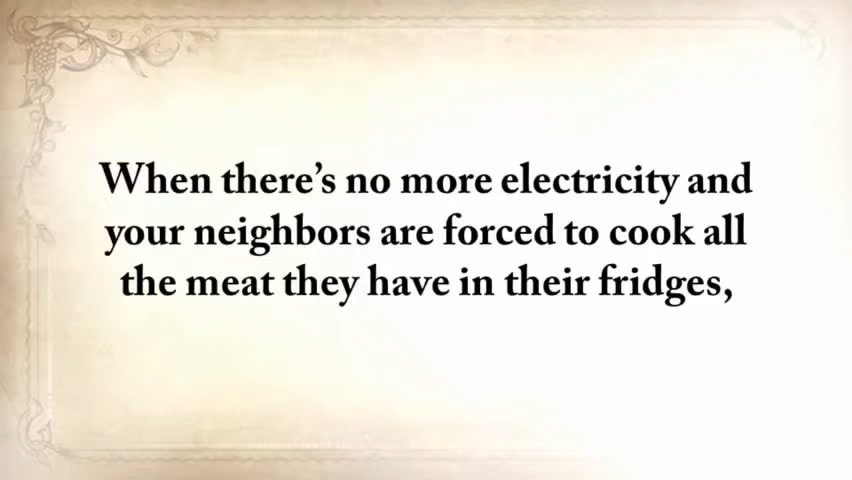 When there’s no more electricity and
your neighbors are forced to cook all
the meat they have in their fridges,